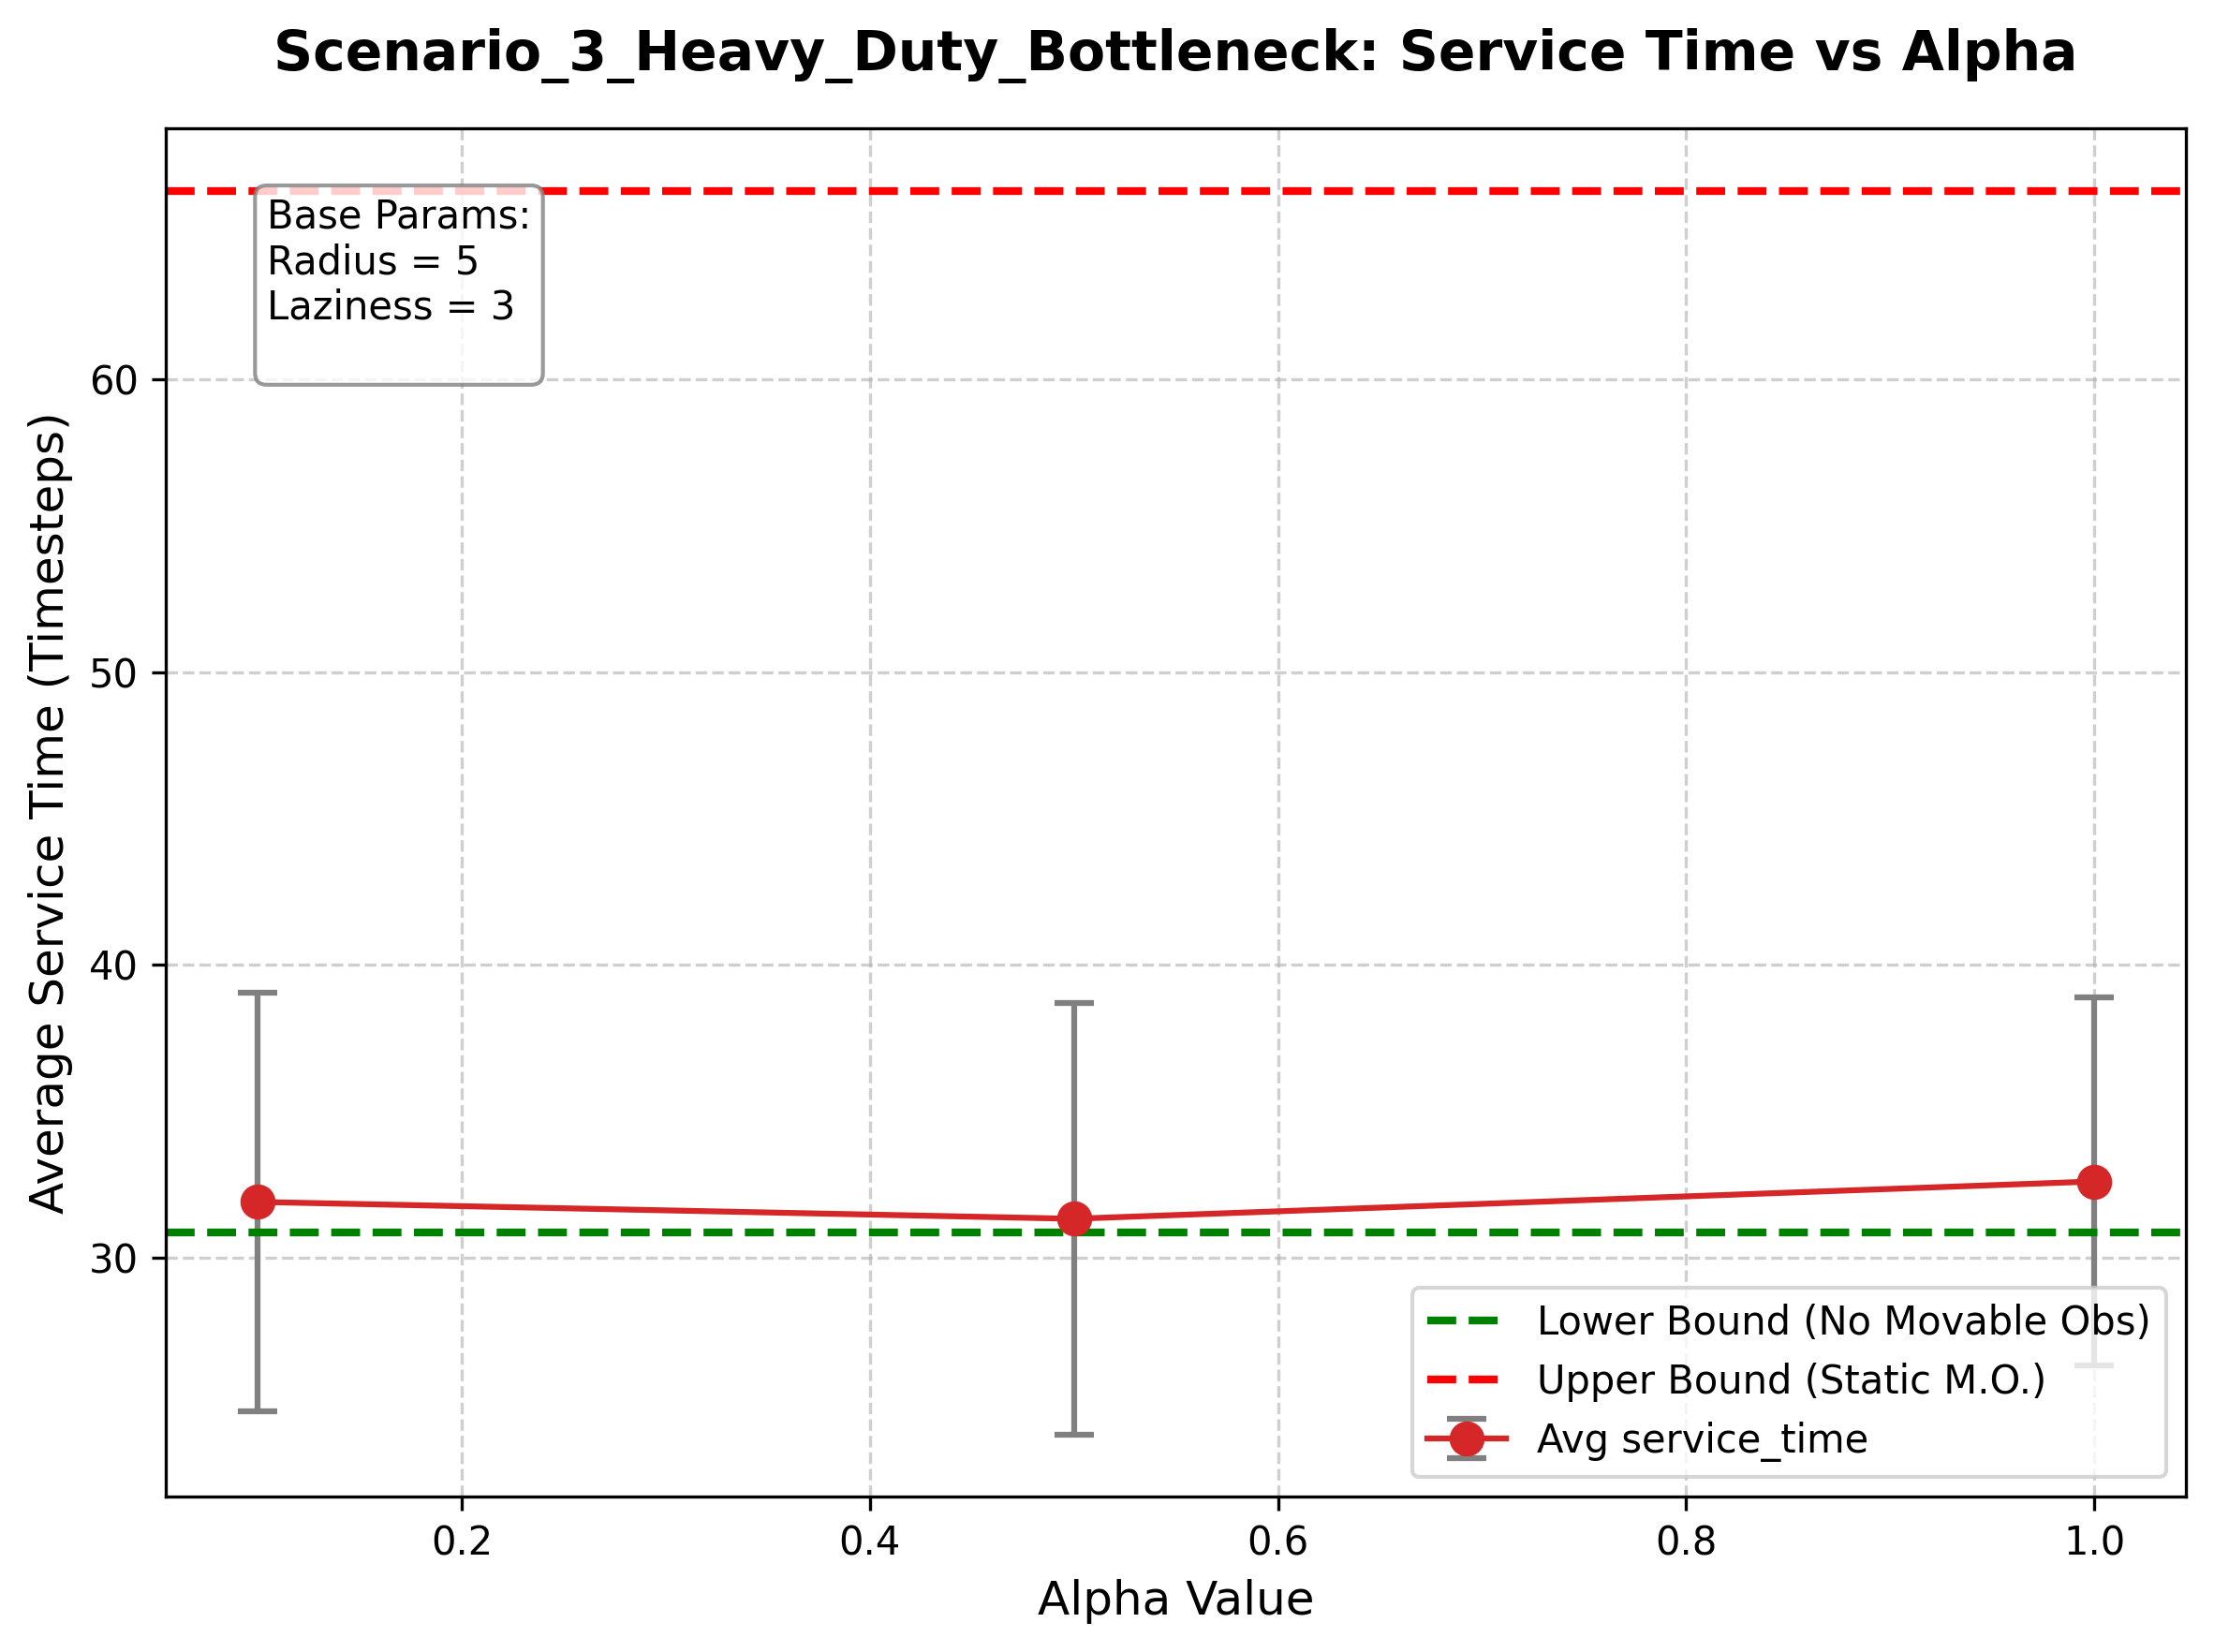 Scenario_3_Heavy_Duty_Bottleneck: Service Time vs Alpha
Base Params:
Radius = 5
Laziness = 3
Average Service Time (Timesteps)
60
50
40
30
Lower Bound (No Movable Obs)
Upper Bound (Static M.O.)
Avg service_time
0.2
0.4
0.6
0.8
1.0
Alpha Value